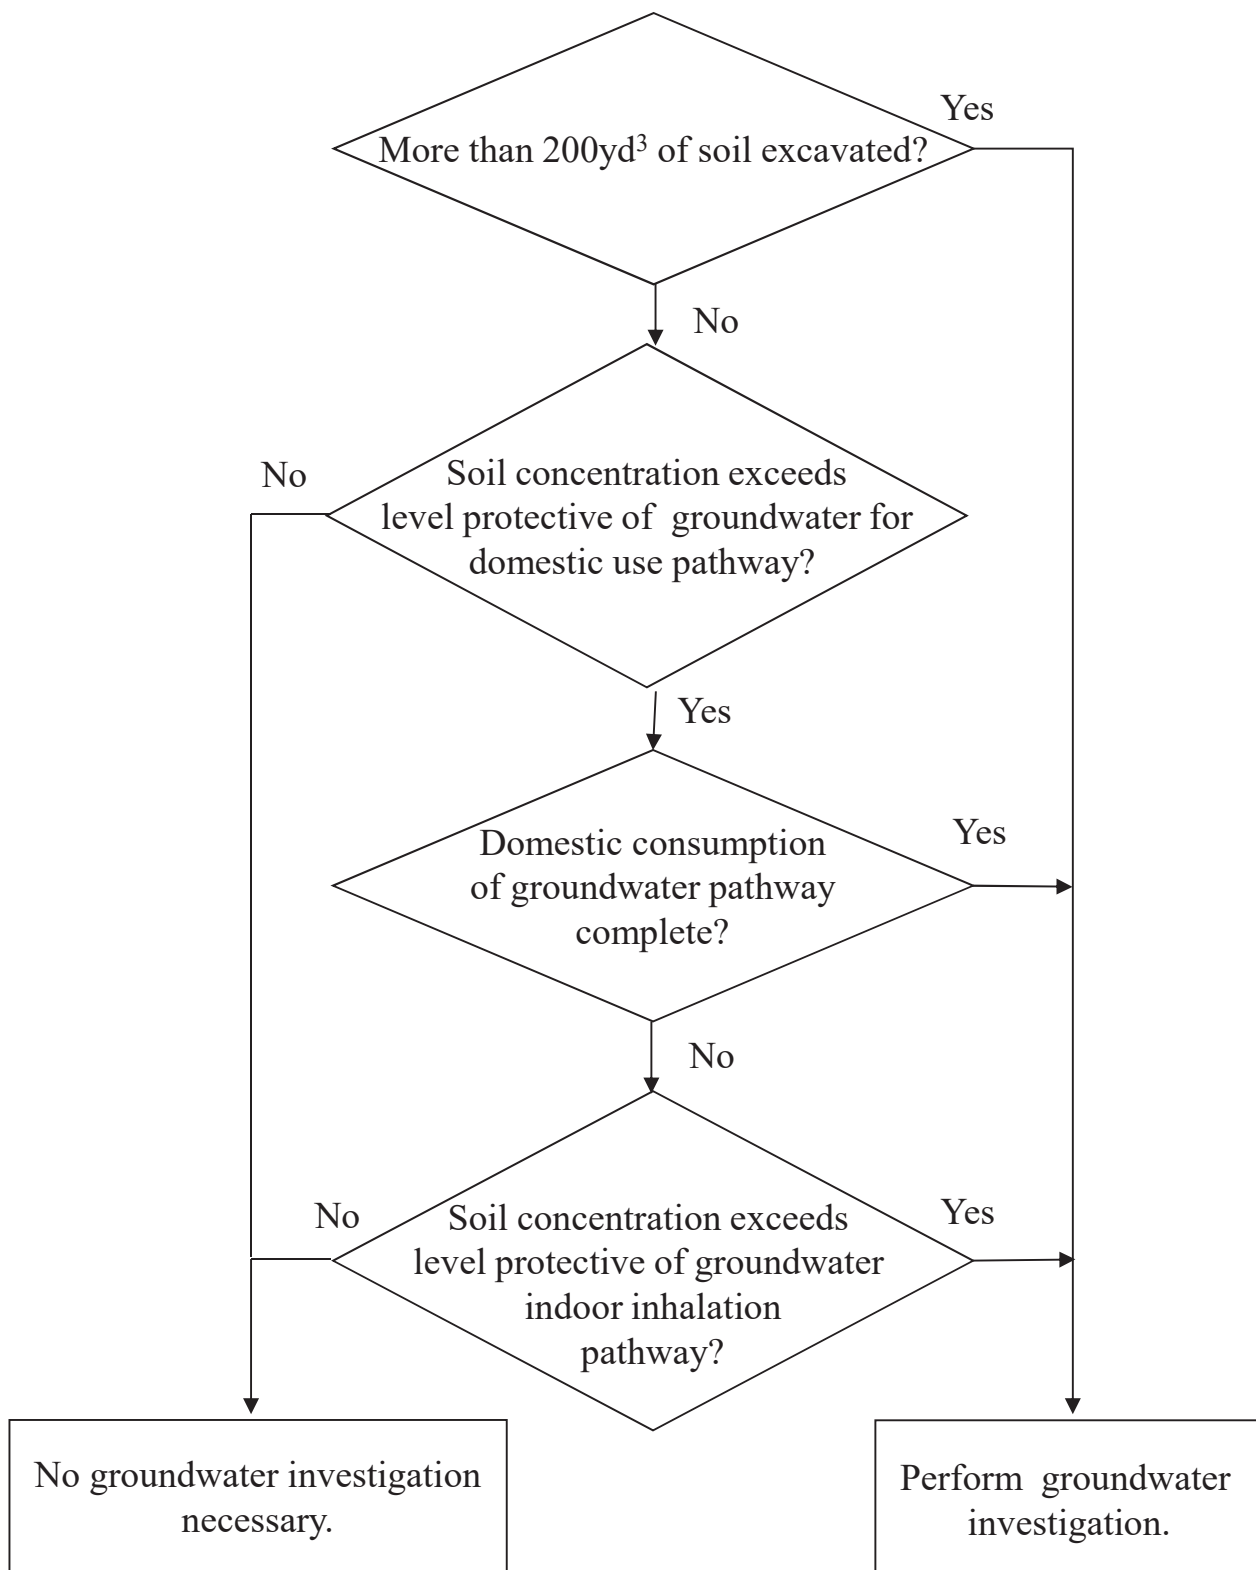 Yes
More than 200yd³ of soil excavated?
No
No
Soil concentration exceeds
level protective of groundwater for
domestic use pathway?
Yes
Domestic consumption
of groundwater pathway
complete?
Yes
No
No
Soil concentration exceeds
level protective of groundwater
indoor inhalation
pathway?
Yes
No groundwater investigation
necessary.
Perform groundwater
investigation.